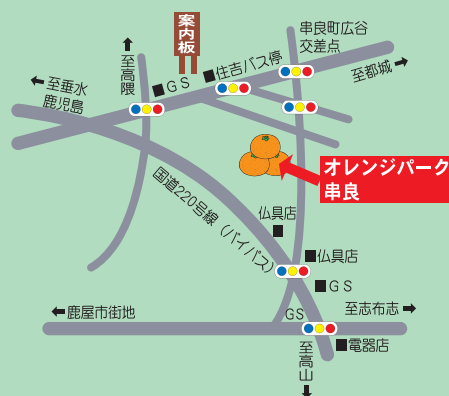 案内板
串良町広谷
交差点
至高隈
住吉バス停
GS
至都城
至垂水
鹿児島
オレンジパーク
串良
国道220号線(バイパス)
仏具店
仏具店
GS
鹿屋市街地
至志布志
GS
電器店
至高山